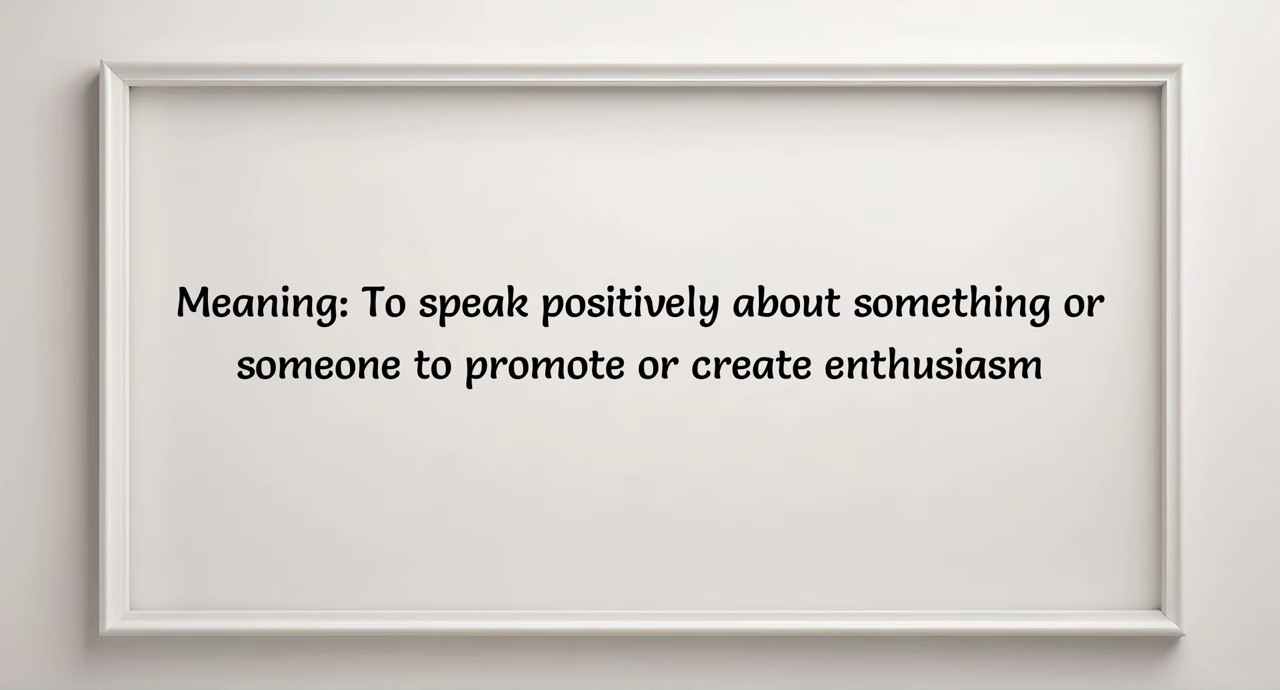 Meaning: To speak positively about something or
someone to promote or create enthusiasm